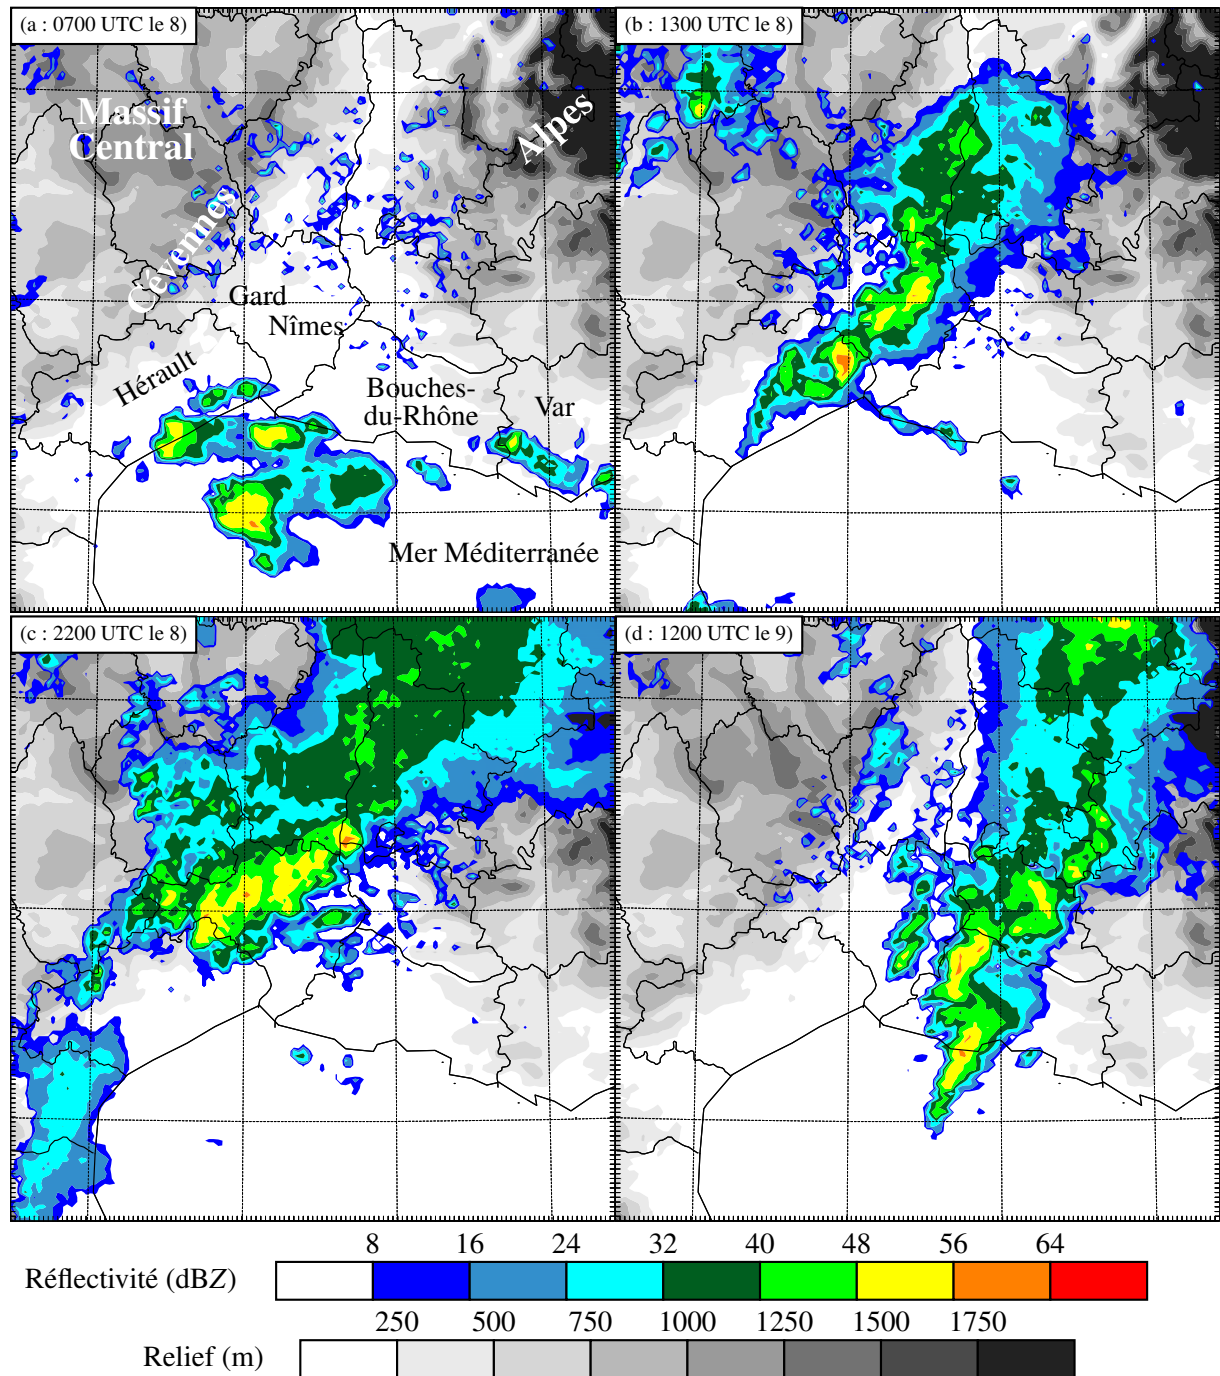 (a : 0700 UTC le 8)
(b : 1300 UTC le 8)
Massif
Central
Alpes
Cévennes
Gard
Nîmes
Hérault
Bouches-
du-Rhône
Var
Mer Méditerranée
(c : 2200 UTC le 8)
(d : 1200 UTC le 9)
8 16 24 32 40 48 56 64
Réflectivité (dBZ)
250 500 750 1000 1250 1500 1750
Relief (m)